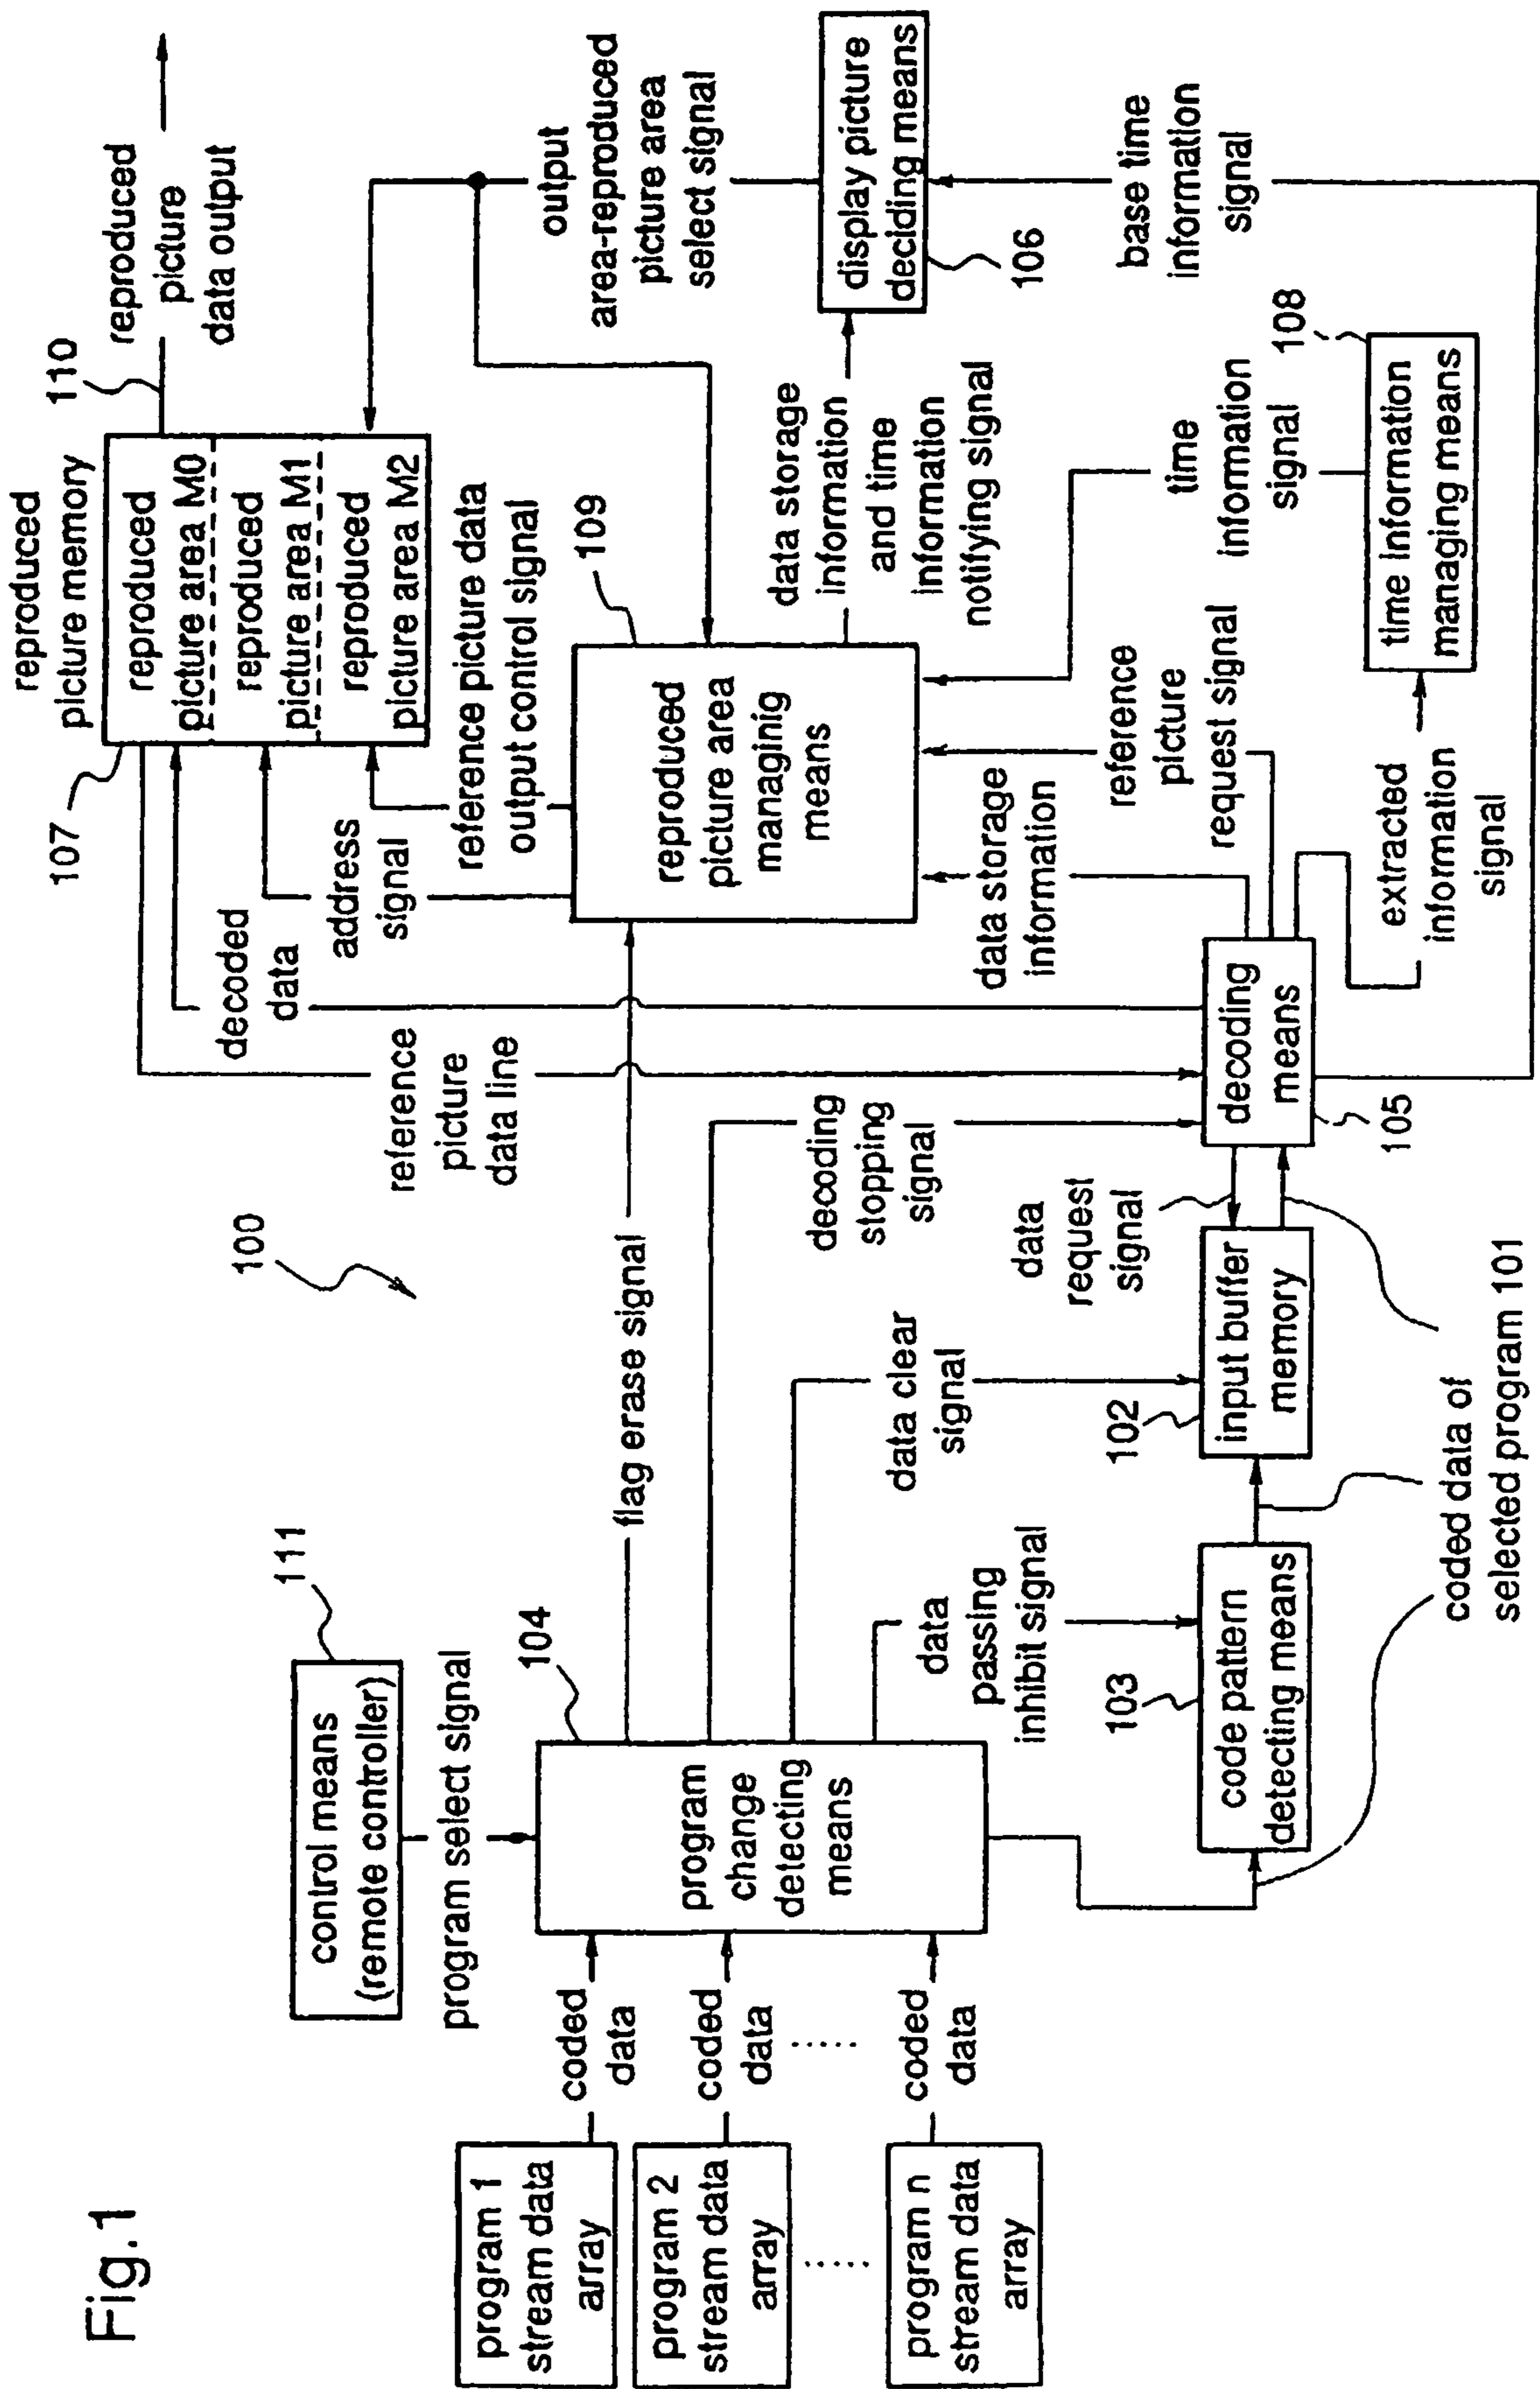 Fig.1
program 1
stream data
array
program 2
stream data
array
.....
program n
stream data
array
coded
data
coded
data
.....
coded
data
control means
(remote controller)
111
program select signal
104
program
change
detecting
means
flag erase signal
decoding
stopping
signal
data clear
signal
data
passing
inhibit signal
103
code pattern
detecting means
102
input buffer
memory
data
request
signal
coded data of
selected program 101
100
reference
picture
data line
decoded
data
address
signal
reference picture data
output control signal
107
reproduced
picture memory
reproduced
picture area M0
reproduced
picture area M1
reproduced
picture area M2
110
reproduced
picture
data output
109
reproduced picture area
managinig
means
105
decoding
means
data storage
information
reference
picture
request signal
extracted
information
signal
time information
managing means
108
time
information
signal
data storage
information
and time
information
notifying signal
output
area-reproduced
picture area
select signal
display picture
deciding means
106
base time
information
signal